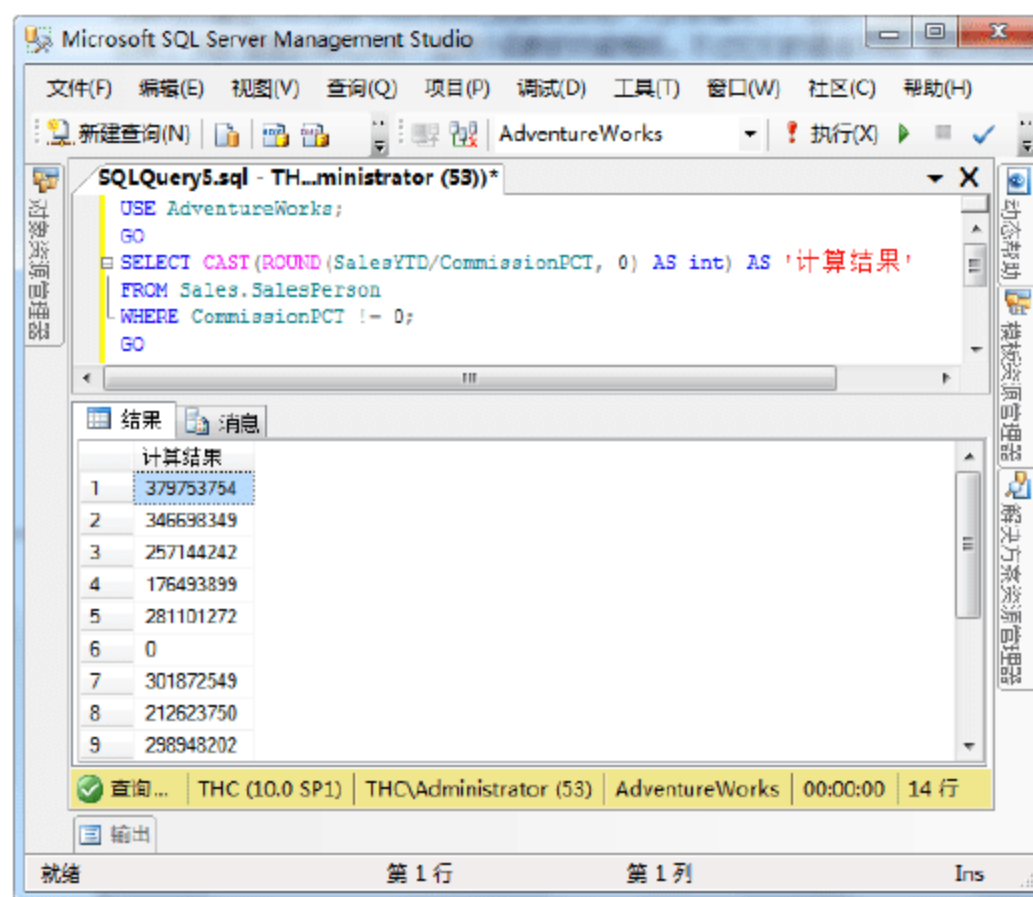 Microsoft SQL Server Management Studio
文件(F) 编辑(E) 视图(V) 查询(Q) 项目(P) 调试(D) 工具(T) 窗口(W) 社区(C) 帮助(H)
新建查询(N) AdventureWorks 执行(X)
SQLQuery5.sql - TH...ministrator (53))*
对象资源管理器
USE AdventureWorks;
GO
SELECT CAST(ROUND(SalesYTD/CommissionPCT, 0) AS int) AS '计算结果'
FROM Sales.SalesPerson
WHERE CommissionPCT != 0;
GO
动态帮助
模板资源管理器
解决方案资源管理器
结果 消息
计算结果
1 379753754
2 346698349
3 257144242
4 176493899
5 281101272
6 0
7 301872549
8 212623750
9 298948202
查询... THC (10.0 SP1) THC\Administrator (53) AdventureWorks 00:00:00 14 行
输出
就绪 第 1 行 第 1 列 Ins